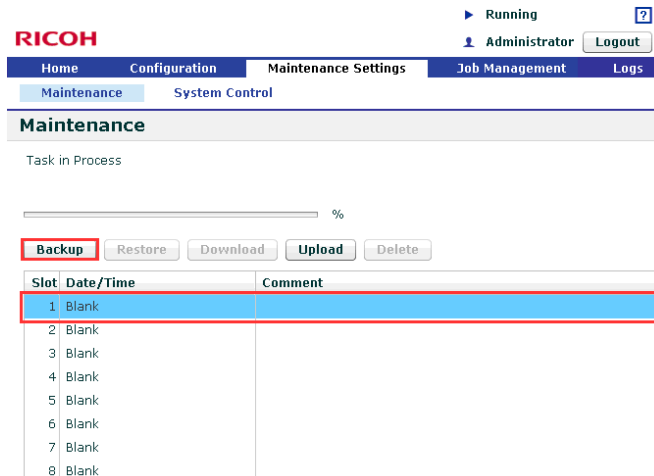 Running
?
RICOH
Administrator Logout
Home Configuration Maintenance Settings Job Management Logs
Maintenance System Control
Maintenance
Task in Process
%
Backup Restore Download Upload Delete
Slot Date/Time Comment
1 Blank
2 Blank
3 Blank
4 Blank
5 Blank
6 Blank
7 Blank
8 Blank